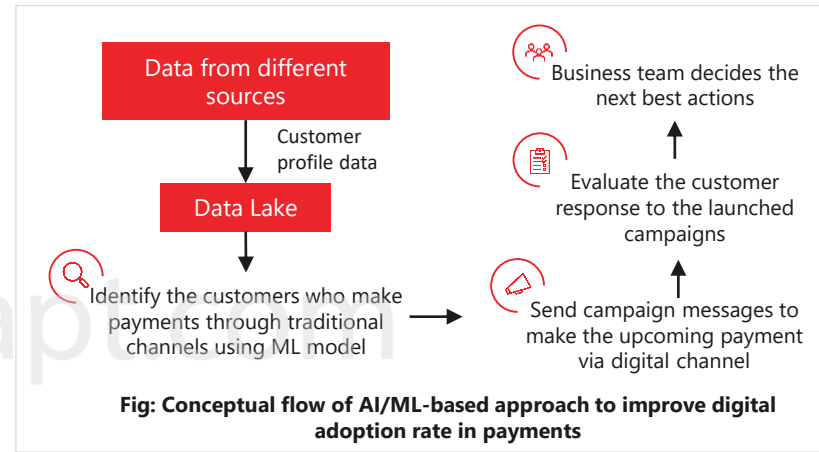 Data from different
sources
Customer
profile data
Data Lake
Identify the customers who make
payments through traditional
channels using ML model
Send campaign messages to
make the upcoming payment
via digital channel
Evaluate the customer
response to the launched
campaigns
Business team decides the
next best actions
Fig: Conceptual flow of AI/ML-based approach to improve digital
adoption rate in payments
apt.com